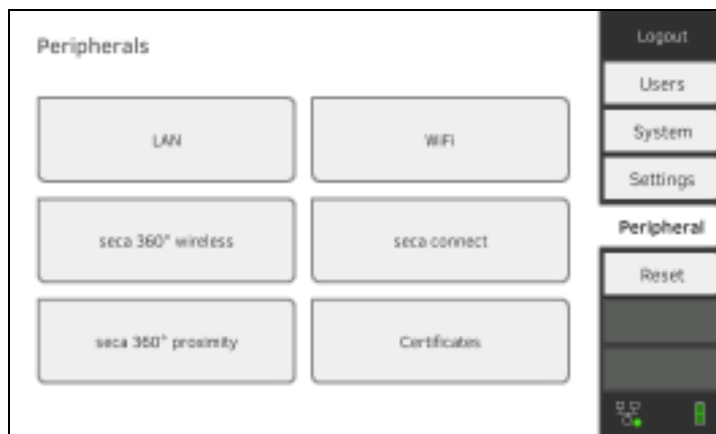 Peripherals
LAN
WiFi
seca 360° wireless
seca connect
seca 360° proximity
Certificates
Logout
Users
System
Settings
Peripheral
Reset